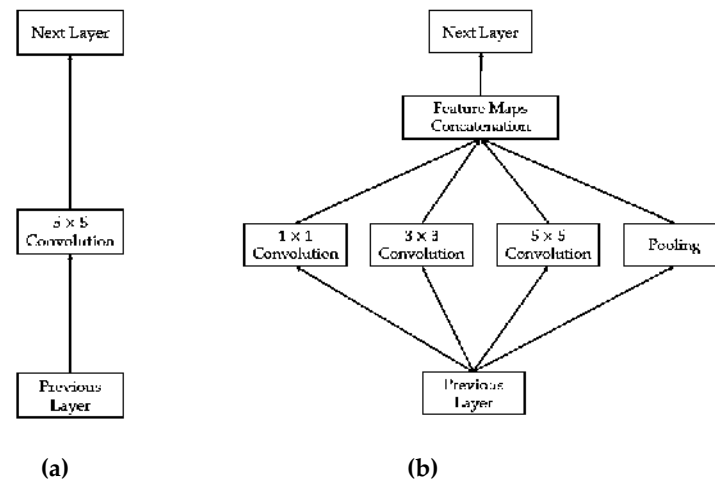 Next Layer
5 × 5
Convolution
Previous
Layer
(a)
Next Layer
Feature Maps
Concatenation
1 × 1
Convolution
3 × 3
Convolution
5 × 5
Convolution
Pooling
Previous
Layer
(b)